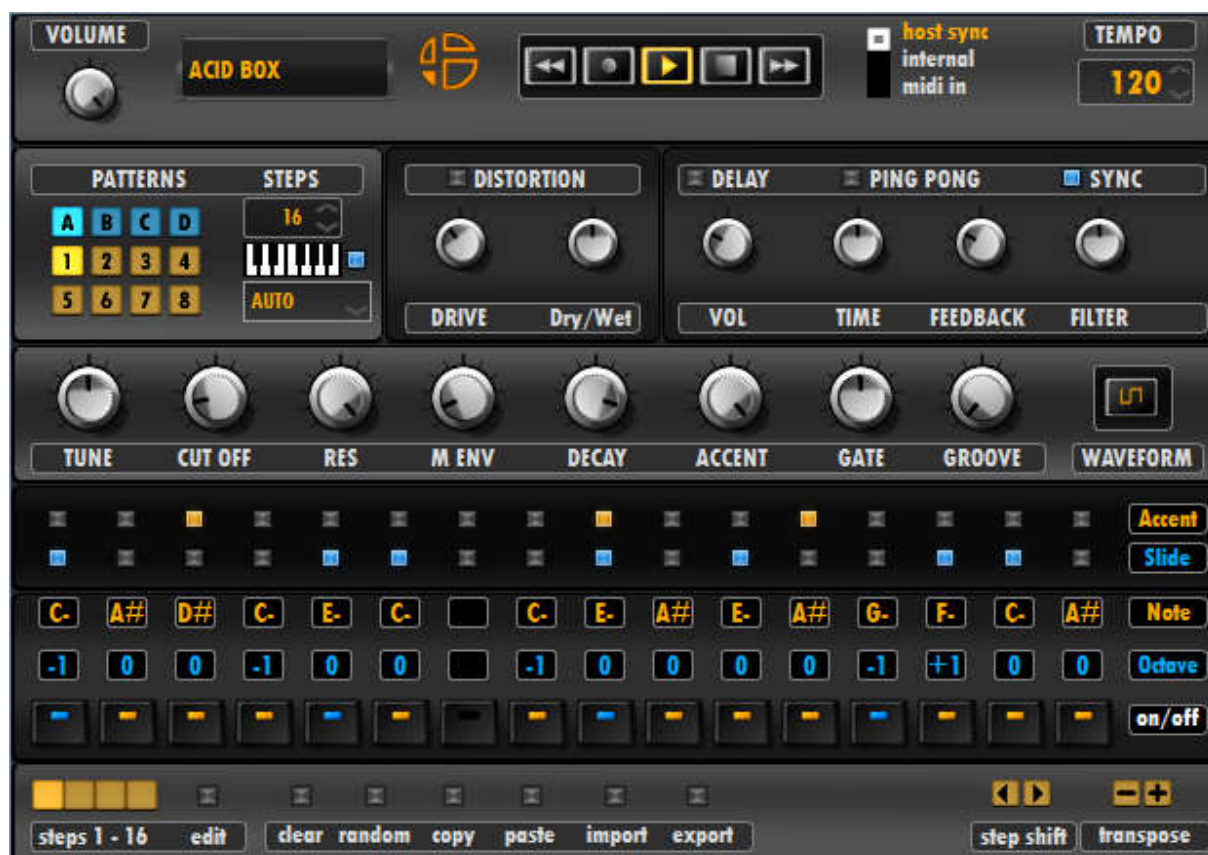 VOLUME
ACID BOX
host sync
internal
midi in
TEMPO
120
PATTERNS STEPS
A B C D
16
1 2 3 4
5 6 7 8
AUTO
DISTORTION
DRIVE Dry/Wet
DELAY PING PONG SYNC
VOL TIME FEEDBACK FILTER
TUNE CUT OFF RES M ENV DECAY ACCENT GATE GROOVE WAVEFORM
Accent
Slide
C- A# D# C- E- C- C- E- A# E- A# G- F- C- A# Note
-1 0 0 -1 0 0 -1 0 0 0 0 -1 +1 0 0 Octave
on/off
steps 1 - 16 edit clear random copy paste import export step shift transpose